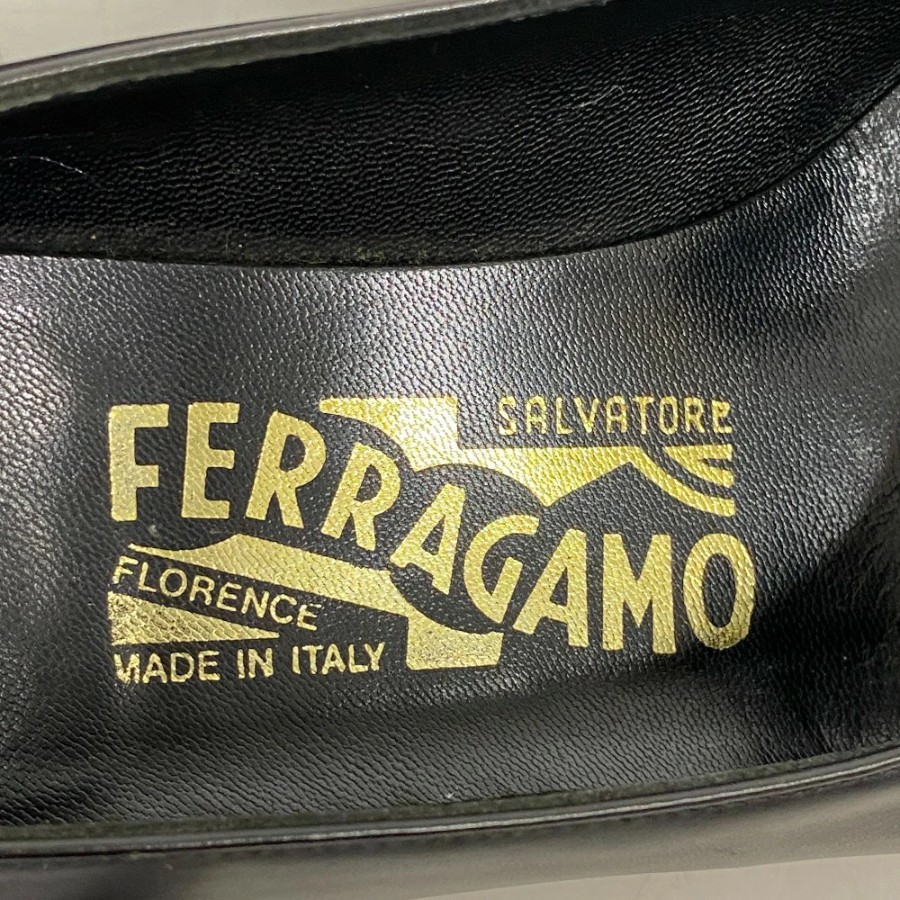 SALVATORE
FERRAGAMO
FLORENCE
MADE IN ITALY